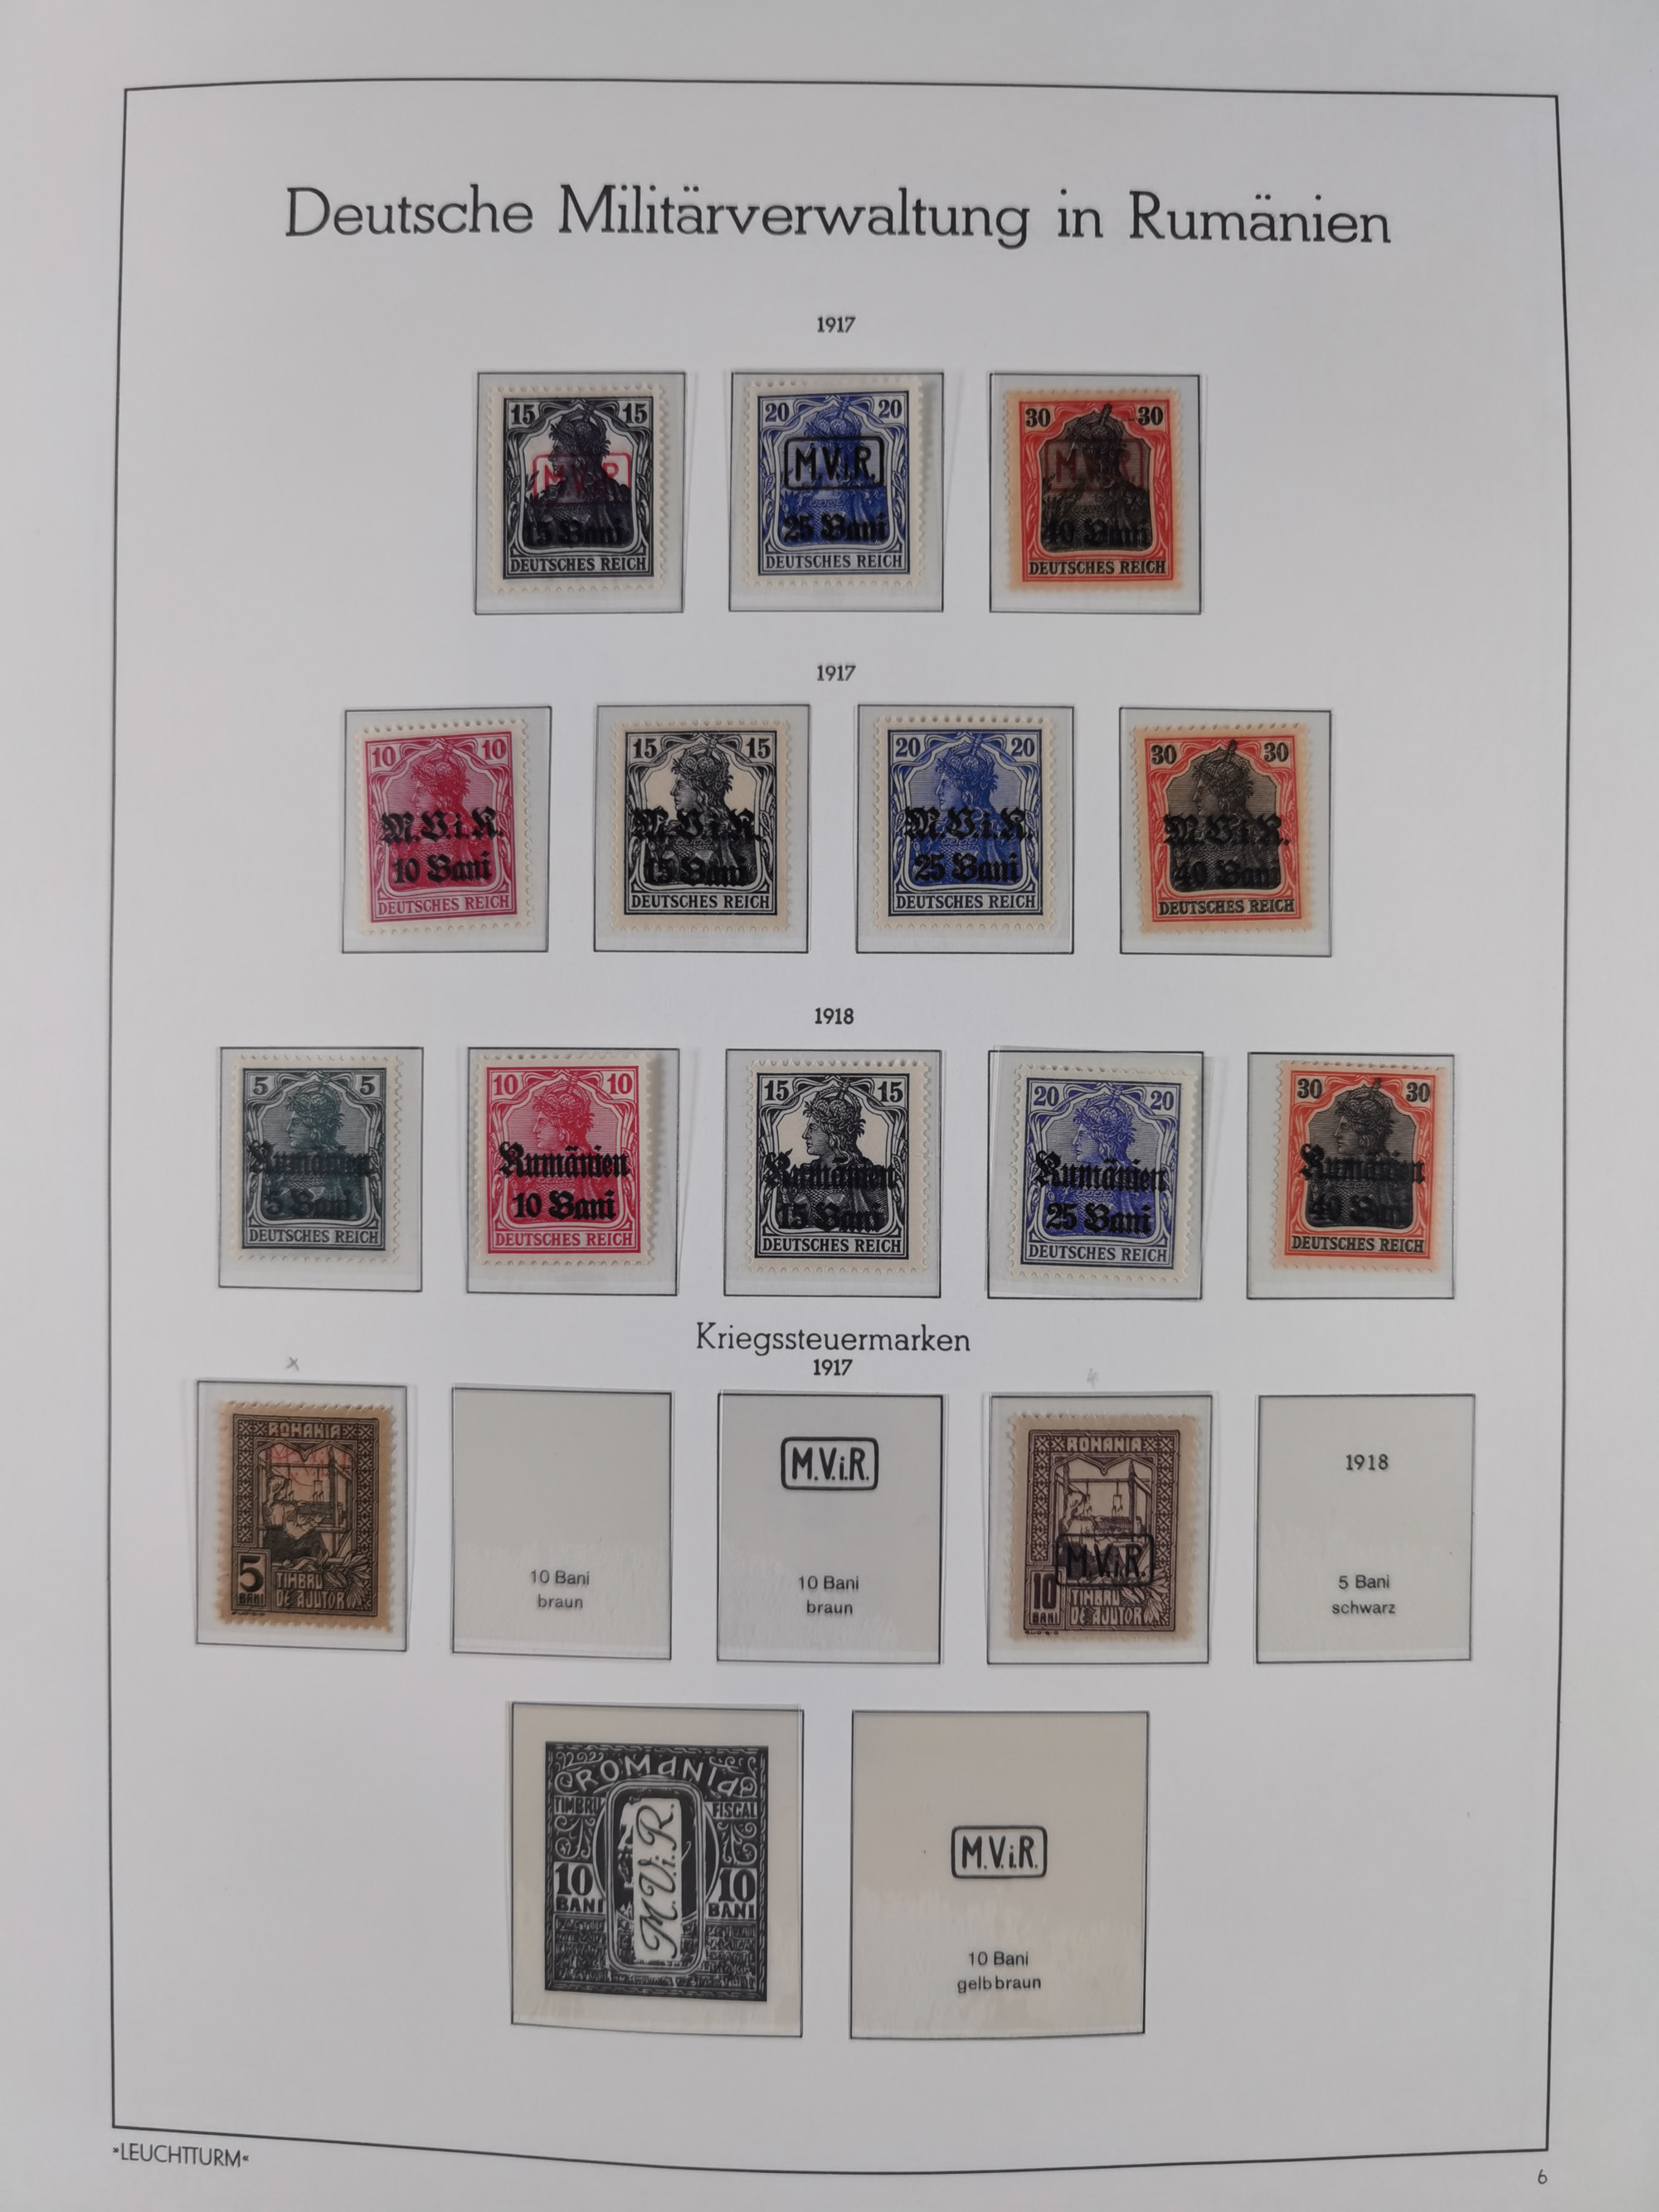 Deutsche Militärverwaltung in Rumänien
1917
15 15
M.V.i.R.
15 Bani
DEUTSCHES REICH
20 20
M.V.i.R.
25 Bani
DEUTSCHES REICH
30 30
M.V.i.R.
40 Bani
DEUTSCHES REICH
1917
10 10
M.V.i.R.
10 Bani
DEUTSCHES REICH
15 15
M.V.i.R.
15 Bani
DEUTSCHES REICH
20 20
M.V.i.R.
25 Bani
DEUTSCHES REICH
30 30
M.V.i.R.
40 Bani
DEUTSCHES REICH
1918
5 5
Rumänien
5 Bani
DEUTSCHES REICH
10 10
Rumänien
10 Bani
DEUTSCHES REICH
15 15
Rumänien
15 Bani
DEUTSCHES REICH
20 20
Rumänien
25 Bani
DEUTSCHES REICH
30 30
Rumänien
40 Bani
DEUTSCHES REICH
Kriegssteuermarken
1917
x
ROMANIA
5
BANI
TIMBRU
DE AJUTOR
10 Bani
braun
M.V.i.R.
10 Bani
braun
4
ROMANIA
M.V.i.R.
10
BANI
TIMBRU
DE AJUTOR
1918
5 Bani
schwarz
ROMANIA
TIMBRU FISCAL
M.V.i.R.
10 10
BANI BANI
M.V.i.R.
10 Bani
gelbbraun
»LEUCHTTURM«
6